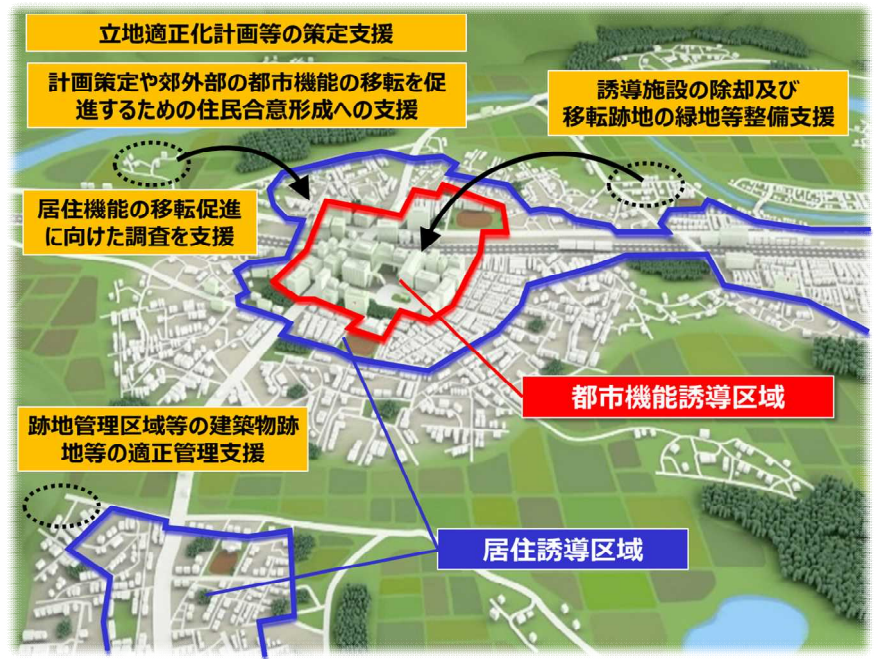 立地適正化計画等の策定支援
計画策定や郊外部の都市機能の移転を促
進するための住民合意形成への支援
誘導施設の除却及び
移転跡地の緑地等整備支援
居住機能の移転促進
に向けた調査を支援
都市機能誘導区域
跡地管理区域等の建築物跡
地等の適正管理支援
居住誘導区域